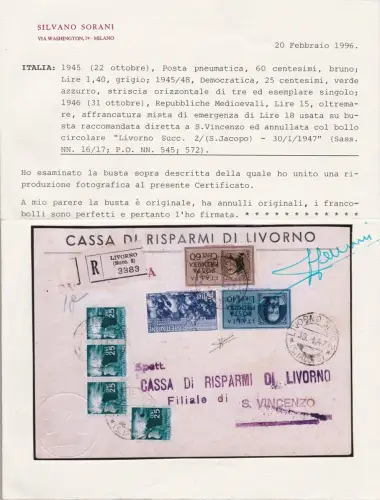 SILVANO SORANI
VIA WASHINGTON, 74 - MILANO
20 Febbraio 1996.
ITALIA: 1945 (22 ottobre), Posta pneumatica, 60 centesimi, bruno;
Lire 1,40, grigio; 1945/48, Democratica, 25 centesimi, verde
azzurro, striscia orizzontale di tre ed esemplare singolo;
1946 (31 ottobre), Repubbliche Medioevali, Lire 15, oltrema-
re, affrancatura mista di emergenza di Lire 18 usata su bu-
sta raccomandata diretta a S.Vincenzo ed annullata col bollo
circolare "Livorno Succ. 2/(S.Jacopo) - 30/1/1947" (Sass.
NN. 16/17; P.O. NN. 545; 572).
Ho esaminato la busta sopra descritta della quale ho unito una ri-
produzione fotografica al presente Certificato.
A mio parere la busta è originale, ha annulli originali, i franco-
bolli sono perfetti e pertanto l'ho firmata. * * * * * * * * * * * *
CASSA DI RISPARMI DI LIVORNO
R
LIVORNO
(Succ. 2)
3383
A
Spett.
CASSA DI RISPARMI DI LIVORNO
Filiale di S. VINCENZO